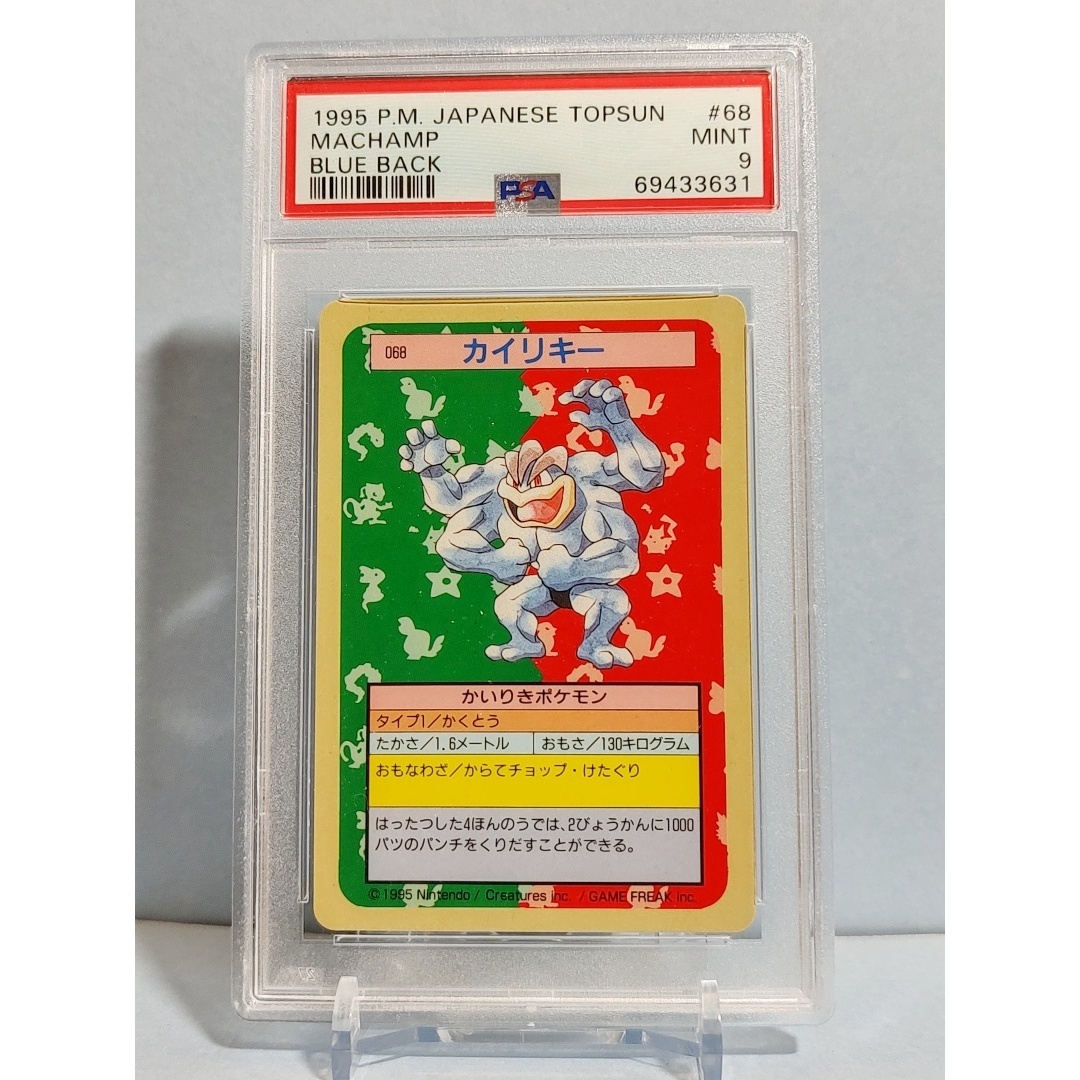 1995 P.M. JAPANESE TOPSUN #68
MACHAMP MINT
BLUE BACK 9
PSA 69433631
068 カイリキー
かいりきポケモン
タイプ1/かくとう
たかさ/1.6メートル おもさ/130キログラム
おもなわざ/からてチョップ・けたぐり
はったつした4ほんのうでは、2びょうかんに1000
パツのパンチをくりだすことができる。
©1995 Nintendo / Crsatures inc. / GAME FREAK inc.
27